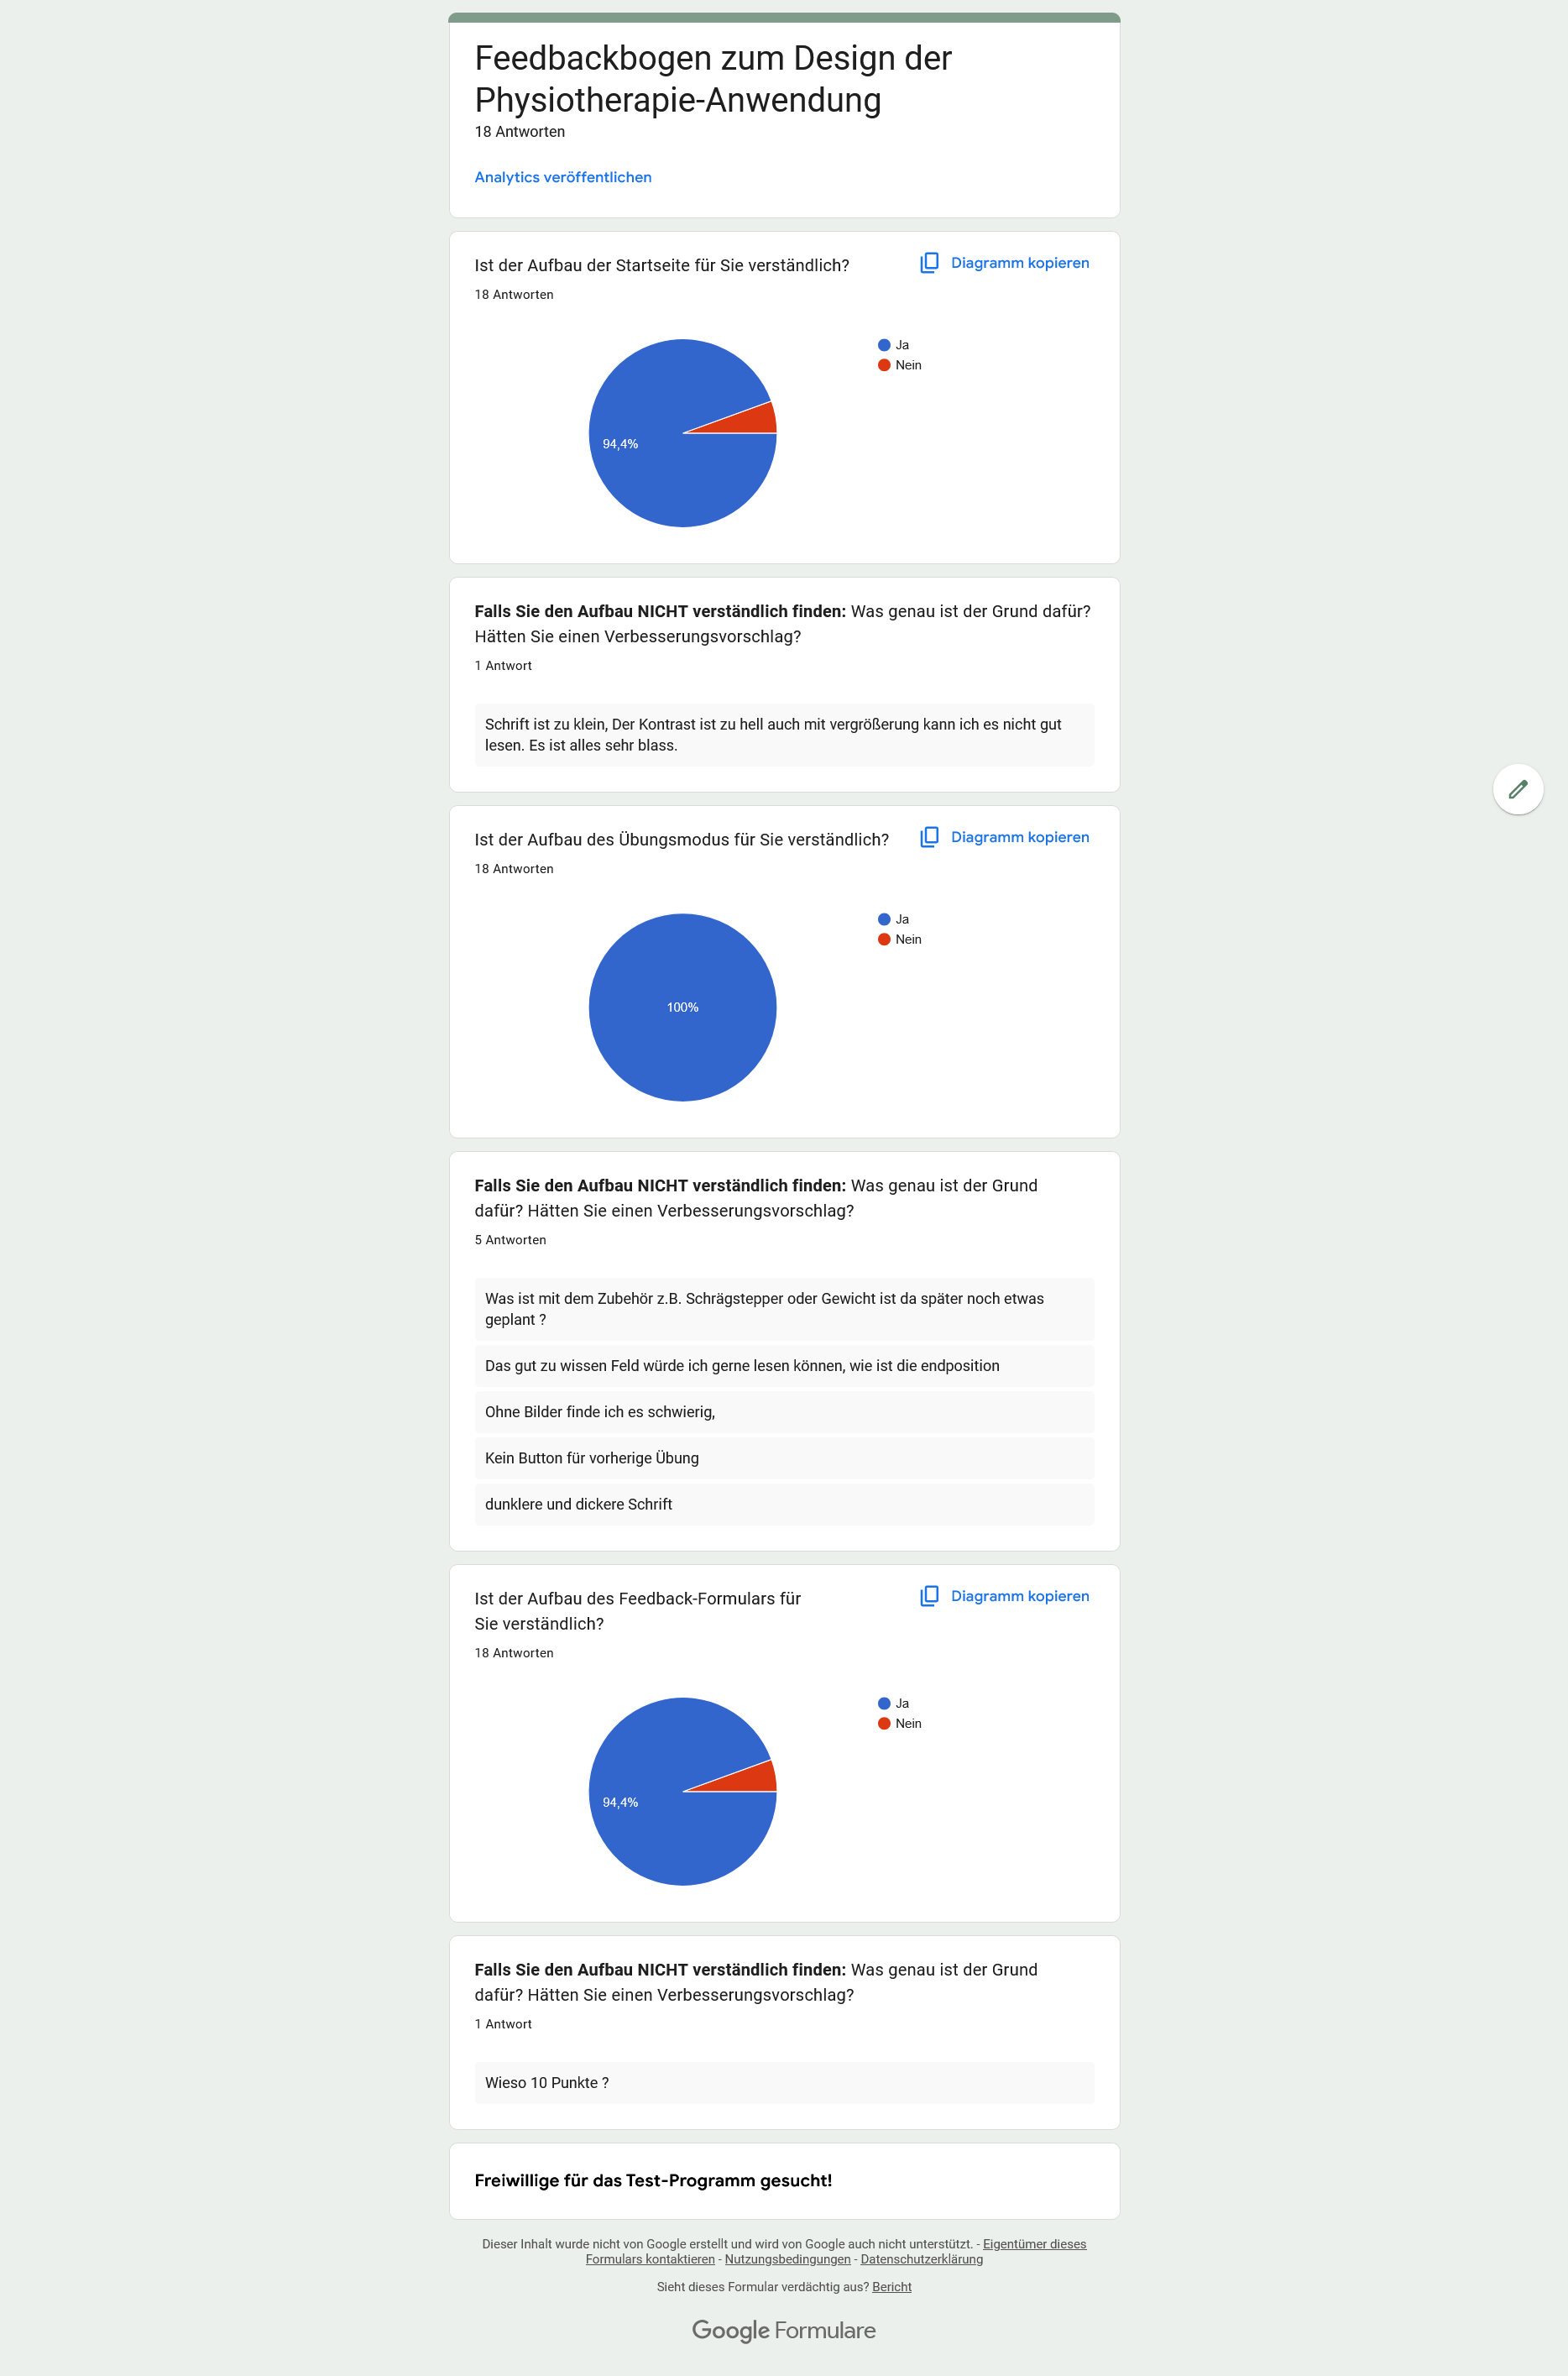 Feedbackbogen zum Design der
Physiotherapie-Anwendung
18 Antworten
Analytics veröffentlichen
Ist der Aufbau der Startseite für Sie verständlich?
Diagramm kopieren
18 Antworten
Ja
Nein
94,4%
Falls Sie den Aufbau NICHT verständlich finden: Was genau ist der Grund dafür?
Hätten Sie einen Verbesserungsvorschlag?
1 Antwort
Schrift ist zu klein, Der Kontrast ist zu hell auch mit vergrößerung kann ich es nicht gut
lesen. Es ist alles sehr blass.
Ist der Aufbau des Übungsmodus für Sie verständlich?
Diagramm kopieren
18 Antworten
Ja
Nein
100%
Falls Sie den Aufbau NICHT verständlich finden: Was genau ist der Grund
dafür? Hätten Sie einen Verbesserungsvorschlag?
5 Antworten
Was ist mit dem Zubehör z.B. Schrägstepper oder Gewicht ist da später noch etwas
geplant ?
Das gut zu wissen Feld würde ich gerne lesen können, wie ist die endposition
Ohne Bilder finde ich es schwierig,
Kein Button für vorherige Übung
dunklere und dickere Schrift
Ist der Aufbau des Feedback-Formulars für
Sie verständlich?
Diagramm kopieren
18 Antworten
Ja
Nein
94,4%
Falls Sie den Aufbau NICHT verständlich finden: Was genau ist der Grund
dafür? Hätten Sie einen Verbesserungsvorschlag?
1 Antwort
Wieso 10 Punkte ?
Freiwillige für das Test-Programm gesucht!
Dieser Inhalt wurde nicht von Google erstellt und wird von Google auch nicht unterstützt. - Eigentümer dieses
Formulars kontaktieren - Nutzungsbedingungen - Datenschutzerklärung
Sieht dieses Formular verdächtig aus? Bericht
Google Formulare